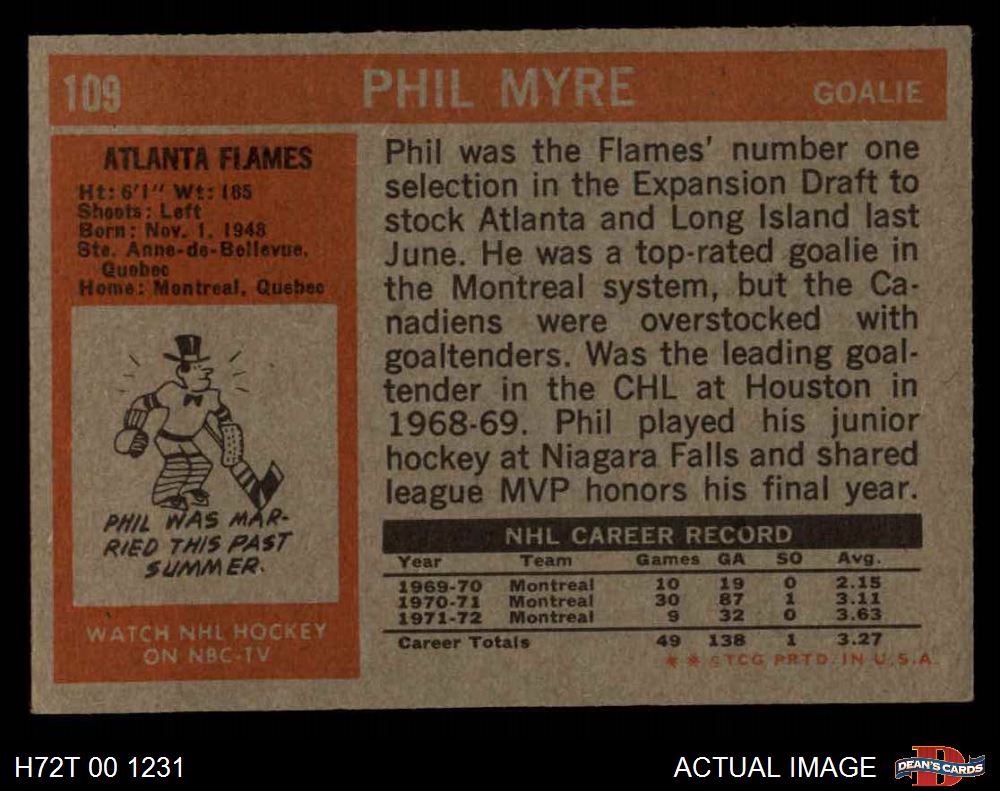 109
PHIL MYRE
GOALIE
ATLANTA FLAMES
Ht: 6'1" Wt: 185
Shoots: Left
Born: Nov. 1, 1948
Ste. Anne-de-Bellevue,
Quebec
Home: Montreal, Quebec
PHIL WAS MAR-
RIED THIS PAST
SUMMER.
WATCH NHL HOCKEY
ON NBC-TV
Phil was the Flames' number one
selection in the Expansion Draft to
stock Atlanta and Long Island last
June. He was a top-rated goalie in
the Montreal system, but the Ca-
nadiens were overstocked with
goaltenders. Was the leading goal-
tender in the CHL at Houston in
1968-69. Phil played his junior
hockey at Niagara Falls and shared
league MVP honors his final year.
NHL CAREER RECORD
Year Team Games GA SO Avg.
1969-70 Montreal 10 19 0 2.15
1970-71 Montreal 30 87 1 3.11
1971-72 Montreal 9 32 0 3.63
Career Totals 49 138 1 3.27
* * ©TCG PRTD. IN U.S.A.
H72T 00 1231
ACTUAL IMAGE
DEAN'S CARDS